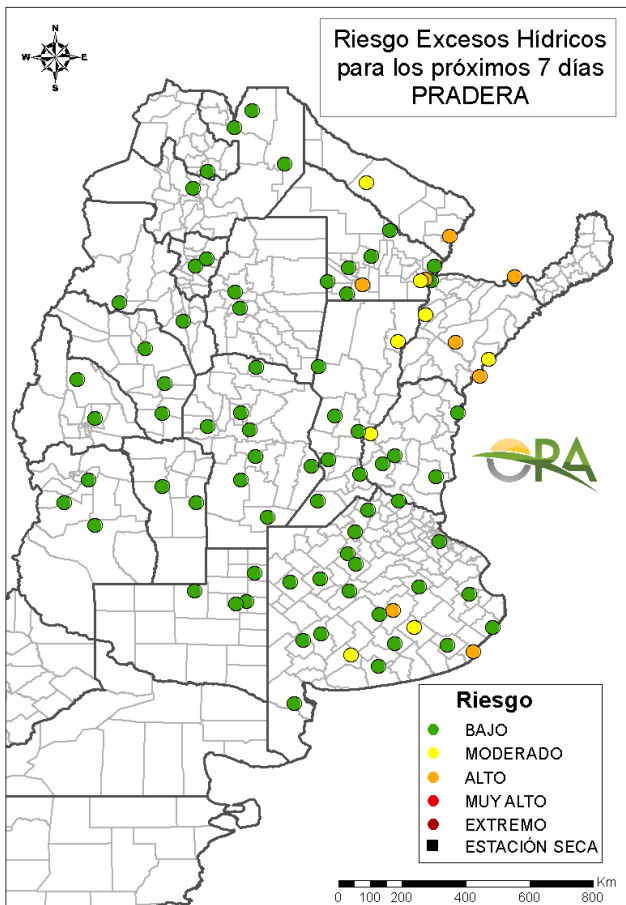 Riesgo Excesos Hídricos
para los próximos 7 días
PRADERA
N
W E
S
ORA
Riesgo
BAJO
MODERADO
ALTO
MUY ALTO
EXTREMO
ESTACIÓN SECA
Km
0 100 200 400 600 800